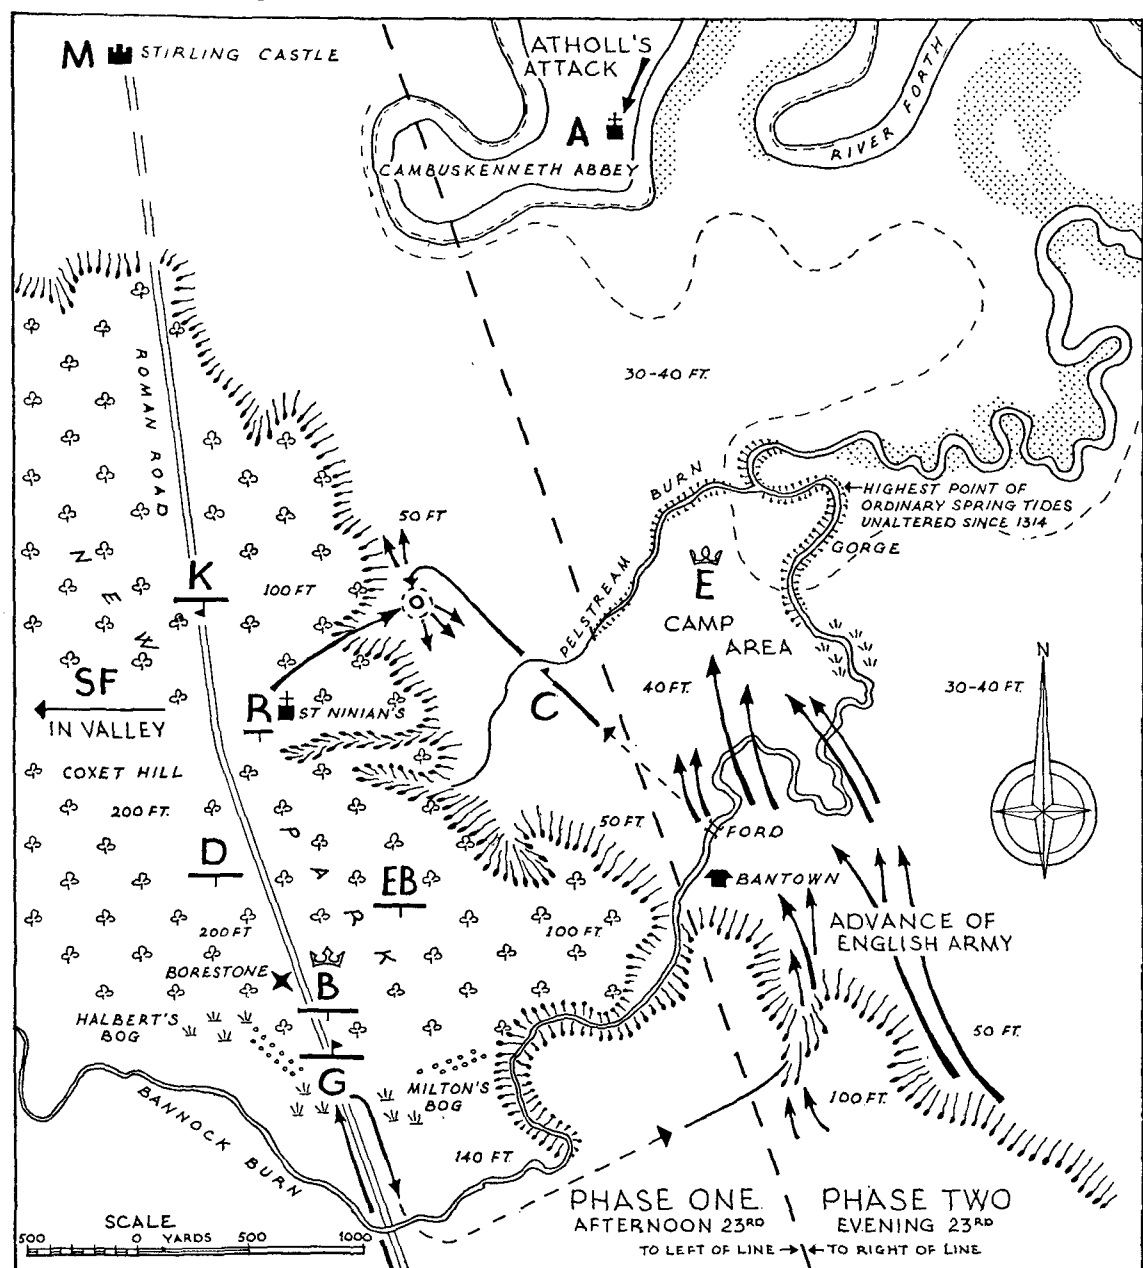 M STIRLING CASTLE
ATHOLL'S
ATTACK
A
CAMBUSKENNETH ABBEY
RIVER FORTH
ROMAN ROAD
30-40 FT.
PELSTREAM BURN
HIGHEST POINT OF
ORDINARY SPRING TIDES
UNALTERED SINCE 1314
GORGE
50 FT
K
100 FT
NEW
PARK
E
CAMP
AREA
N
SF
IN VALLEY
R ST NINIAN'S
C
40 FT.
30-40 FT.
COXET HILL
200 FT.
50 FT.
FORD
D
EB
BANTOWN
200 FT
100 FT.
ADVANCE OF
ENGLISH ARMY
BORESTONE
B
HALBERT'S
BOG
50 FT.
G
MILTON'S
BOG
100 FT.
BANNOCK BURN
140 FT.
PHASE ONE.
AFTERNOON 23RD
TO LEFT OF LINE
PHASE TWO
EVENING 23RD
TO RIGHT OF LINE
SCALE
YARDS
500 0 500 1000